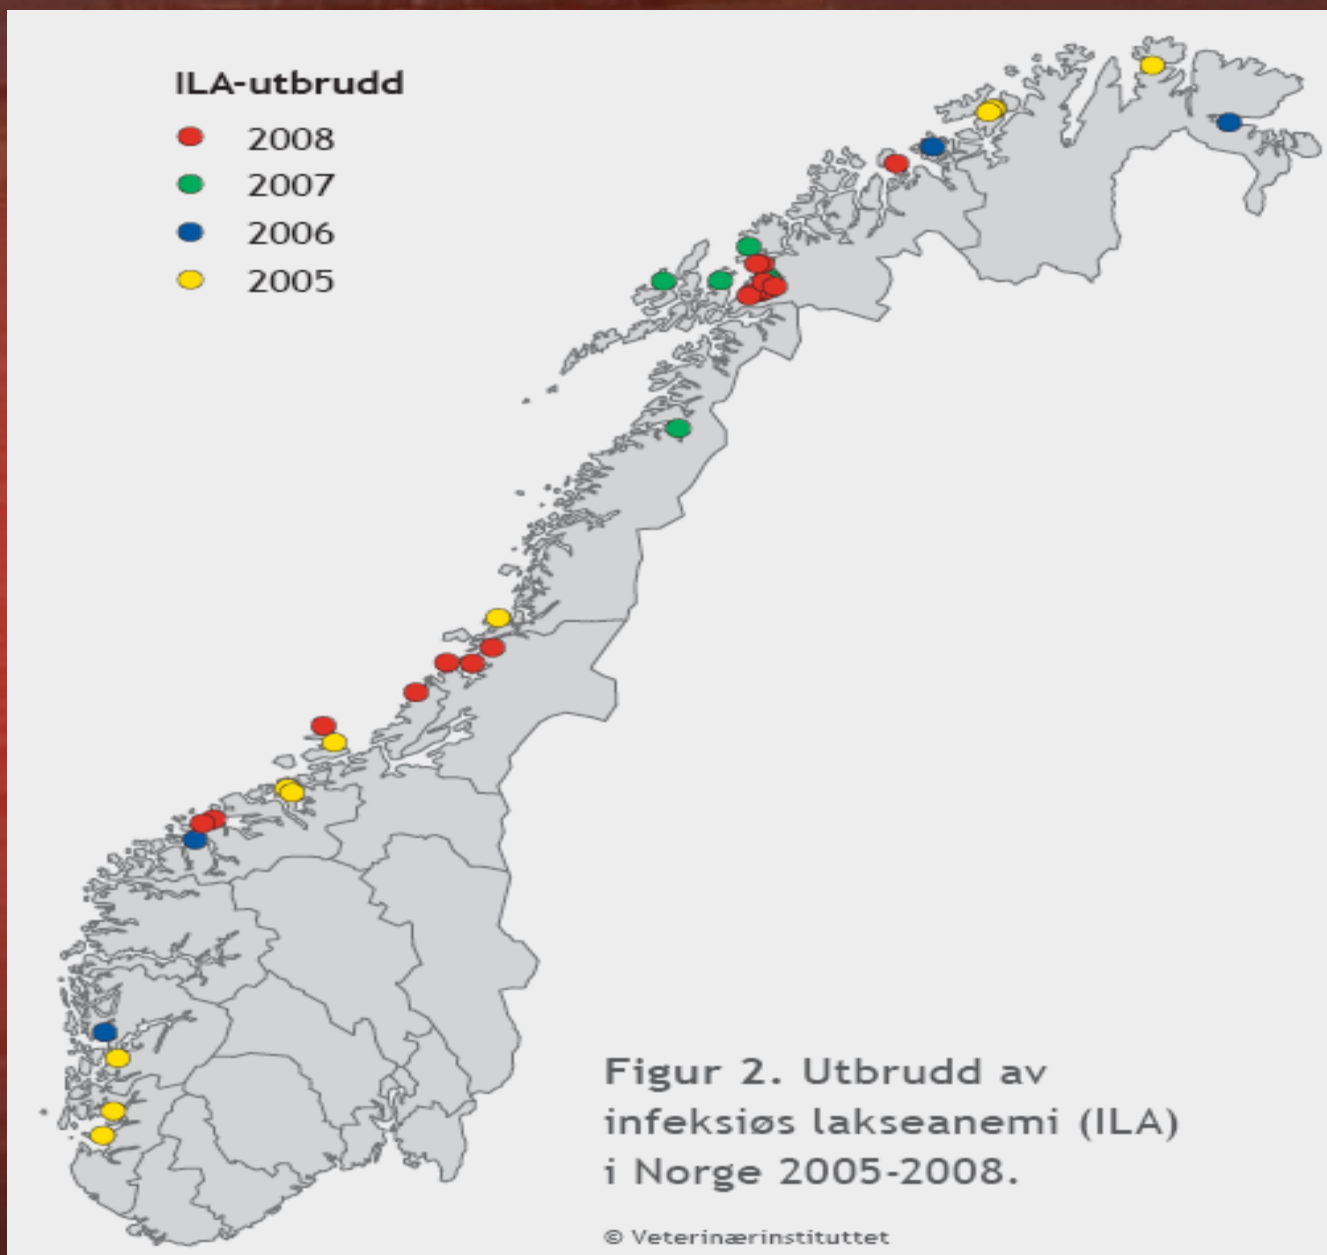 ILA-utbrudd
2008
2007
2006
2005
Figur 2. Utbrudd av
infeksiøs lakseanemi (ILA)
i Norge 2005-2008.
© Veterinærinstituttet